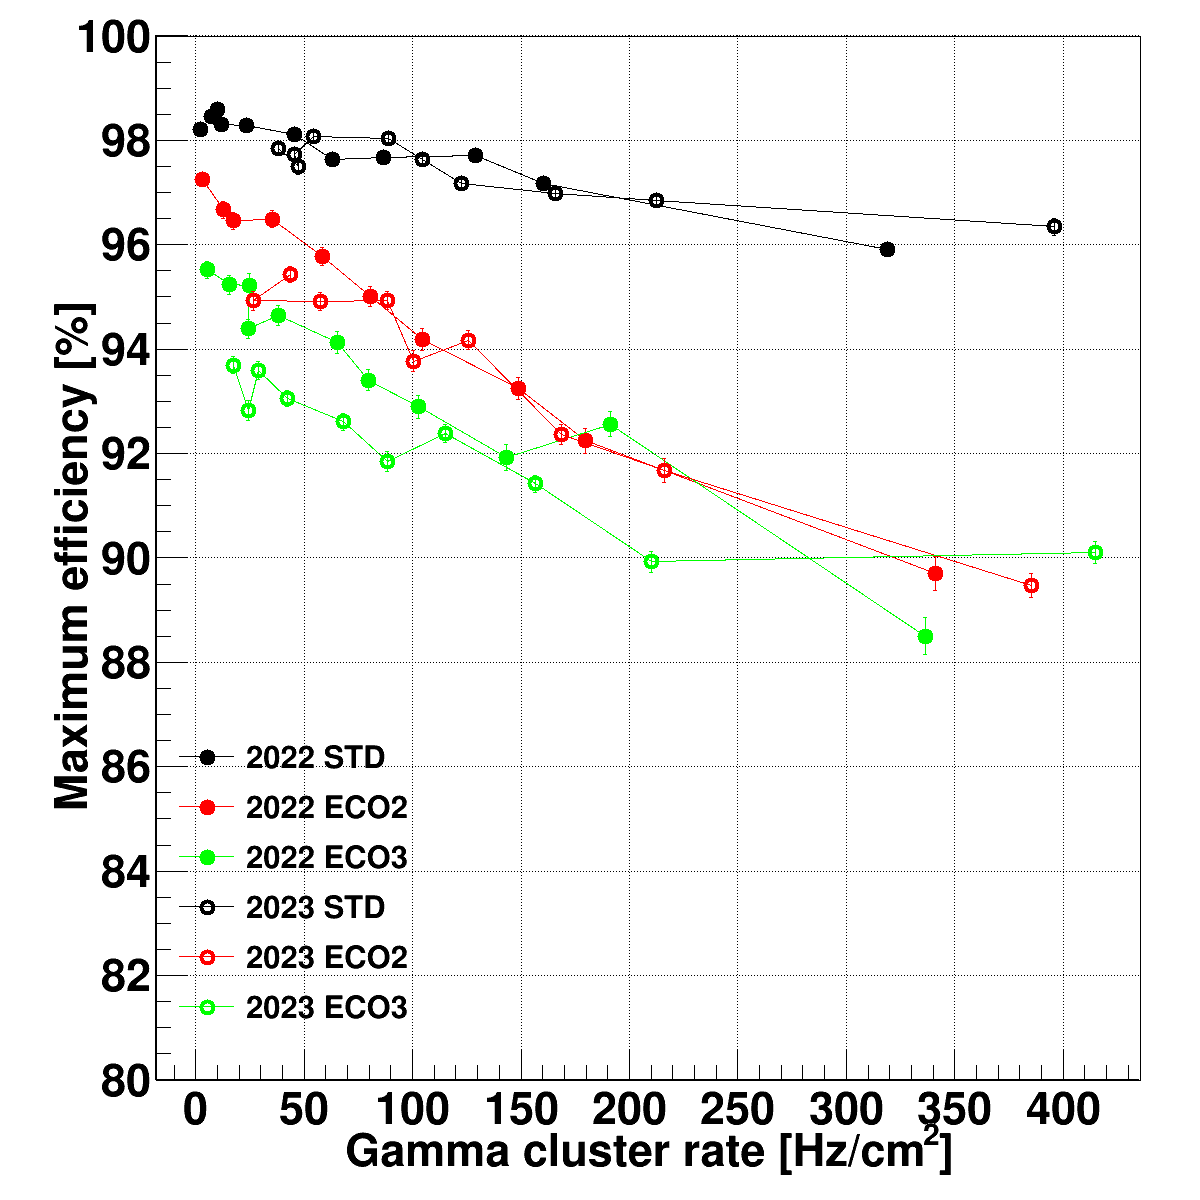 100
98
96
94
92
90
88
86
84
82
80
Maximum efficiency [%]
2022 STD
2022 ECO2
2022 ECO3
2023 STD
2023 ECO2
2023 ECO3
0 50 100 150 200 250 300 350 400
Gamma cluster rate [Hz/cm²]